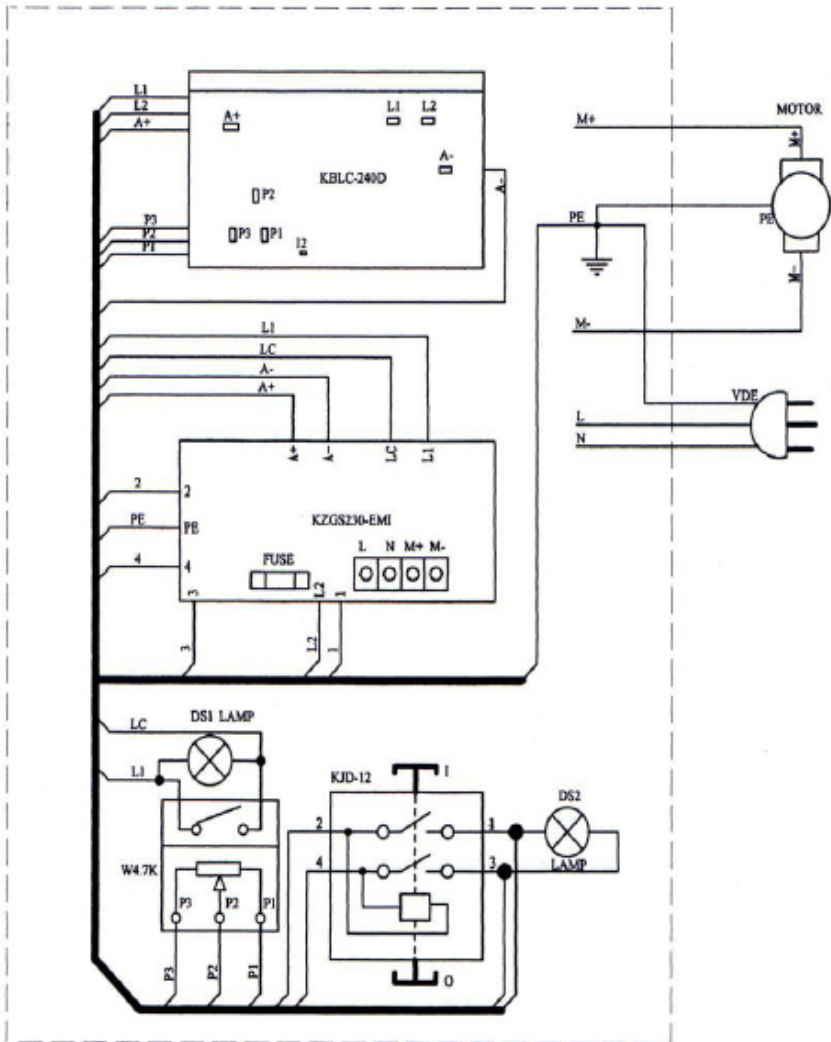 L1
L2
A+
A+
L1 L2
A-
KBLC-240D
A-
P2
P3
P2
P1
P3 P1
I2
M+
MOTOR
M+
PE
PE
M-
M-
L1
LC
A-
A+
VDE
L
N
A+ A- LC L1
2 2
PE PE
4 4
KZGS230-EMI
FUSE
L N M+ M-
3 L2 1
3 L2 1
LC
DS1 LAMP
L1
KJD-12
I
DS2
2 1
LAMP
4 3
W4.7K
P3 P2 P1
P3 P2 P1
O